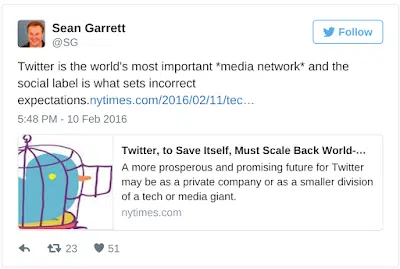 Sean Garrett
@SG
Follow
Twitter is the world's most important *media network* and the
social label is what sets incorrect
expectations.nytimes.com/2016/02/11/tec…
5:48 PM - 10 Feb 2016
Twitter, to Save Itself, Must Scale Back World-...
A more prosperous and promising future for Twitter
may be as a private company or as a smaller division
of a tech or media giant.
nytimes.com
23
51